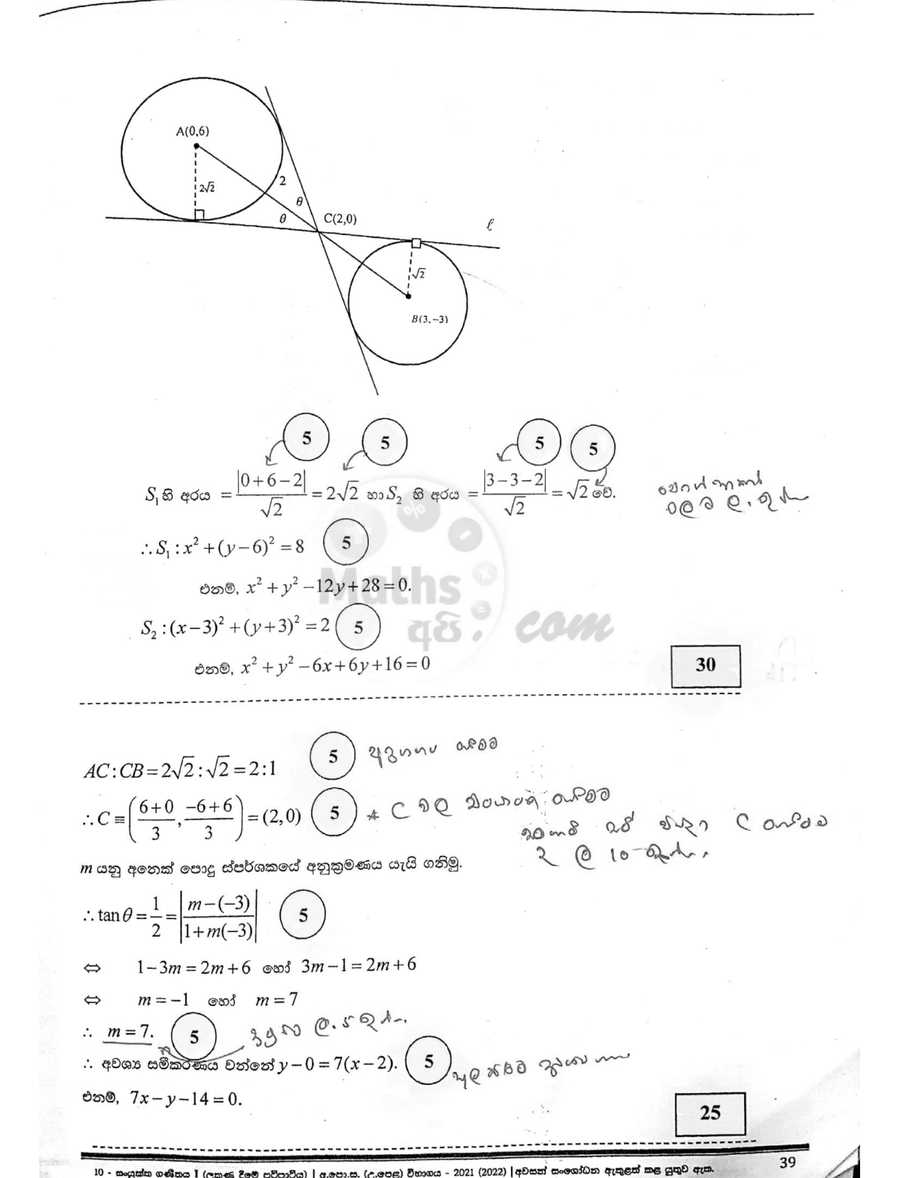 A(0,6)
2√2
2
θ
θ
C(2,0)
ℓ
√2
B(3,−3)
5 5 5 5
S₁ හි අරය = |0+6−2|/√2 = 2√2 හා S₂ හි අරය = |3−3−2|/√2 = √2 වේ.
∴ S₁ : x² + (y−6)² = 8 5
එනම්, x² + y² −12y + 28 = 0.
Maths
අපි . com
S₂ : (x−3)² + (y+3)² = 2 5
එනම්, x² + y² − 6x + 6y + 16 = 0
30
AC : CB = 2√2 : √2 = 2:1 5
∴ C ≡ ((6+0)/3, (−6+6)/3) = (2,0) 5
m යනු අනෙක් පොදු ස්පර්ශකයේ අනුක්‍රමණය යැයි ගනිමු.
∴ tan θ = 1/2 = |(m−(−3))/(1+m(−3))| 5
⇔ 1−3m = 2m+6 හෝ 3m−1 = 2m+6
⇔ m = −1 හෝ m = 7
∴ m = 7. 5
∴ අවශ්‍ය සමීකරණය වන්නේ y−0 = 7(x−2). 5
එනම්, 7x − y −14 = 0.
25
10 - සංයුක්ත ගණිතය I (ලකුණු දීමේ පටිපාටිය) | අ.පො.ස. (උ.පෙළ) විභාගය - 2021 (2022) | අවසන් සංශෝධන ඇතුළත් කළ යුතුව ඇත.
39